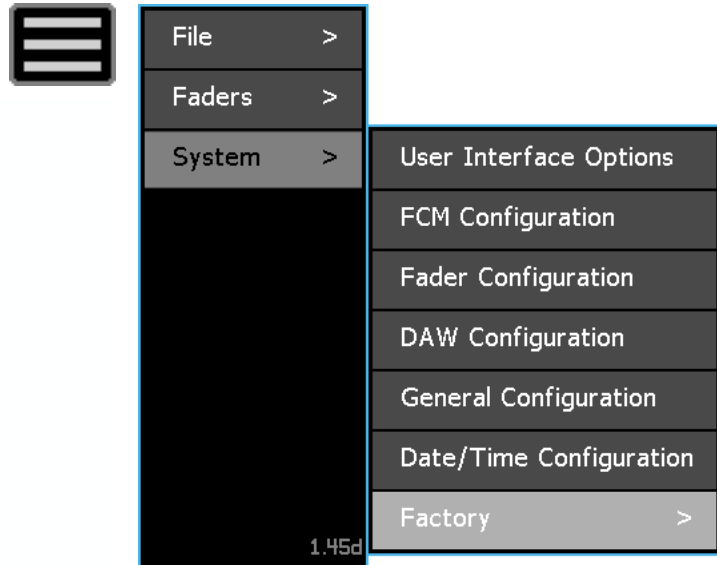 File >
Faders >
System >
User Interface Options
FCM Configuration
Fader Configuration
DAW Configuration
General Configuration
Date/Time Configuration
Factory >
1.45d